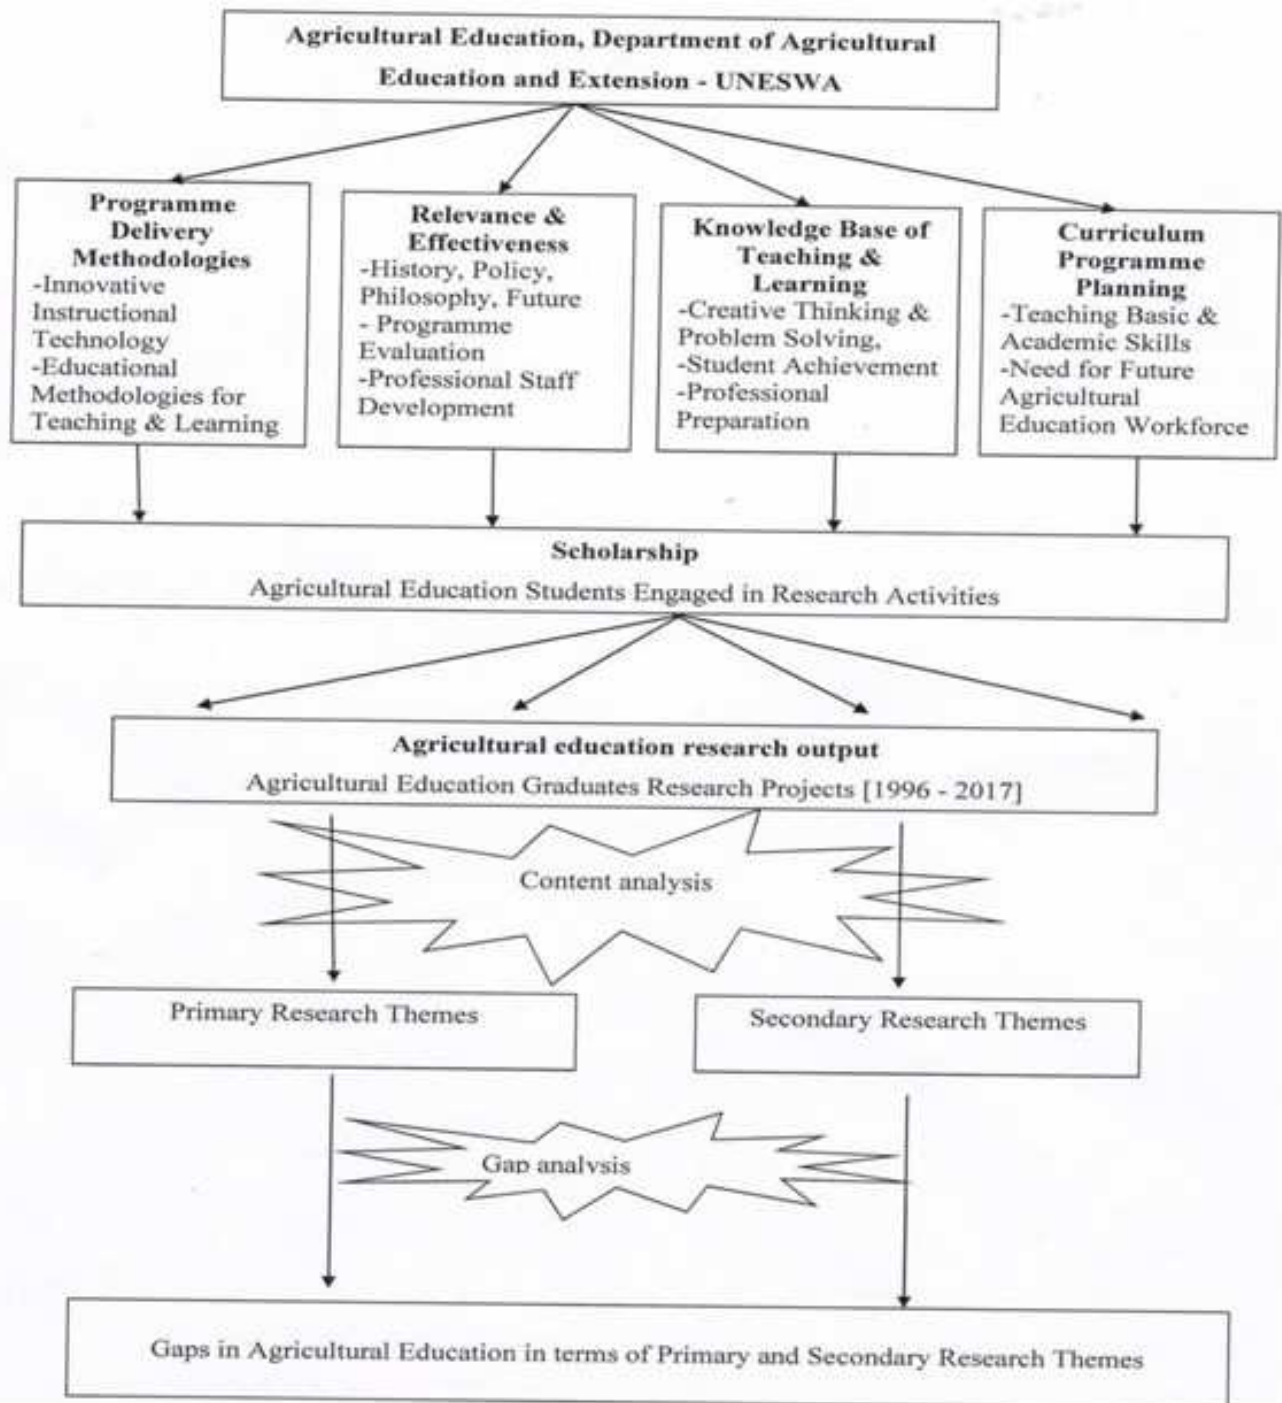 Agricultural Education, Department of Agricultural
Education and Extension - UNESWA
Programme
Delivery
Methodologies
-Innovative
Instructional
Technology
-Educational
Methodologies for
Teaching & Learning
Relevance &
Effectiveness
-History, Policy,
Philosophy, Future
- Programme
Evaluation
-Professional Staff
Development
Knowledge Base of
Teaching &
Learning
-Creative Thinking &
Problem Solving,
-Student Achievement
-Professional
Preparation
Curriculum
Programme
Planning
-Teaching Basic &
Academic Skills
-Need for Future
Agricultural
Education Workforce
Scholarship
Agricultural Education Students Engaged in Research Activities
Agricultural education research output
Agricultural Education Graduates Research Projects [1996 - 2017]
Content analysis
Primary Research Themes
Secondary Research Themes
Gap analysis
Gaps in Agricultural Education in terms of Primary and Secondary Research Themes